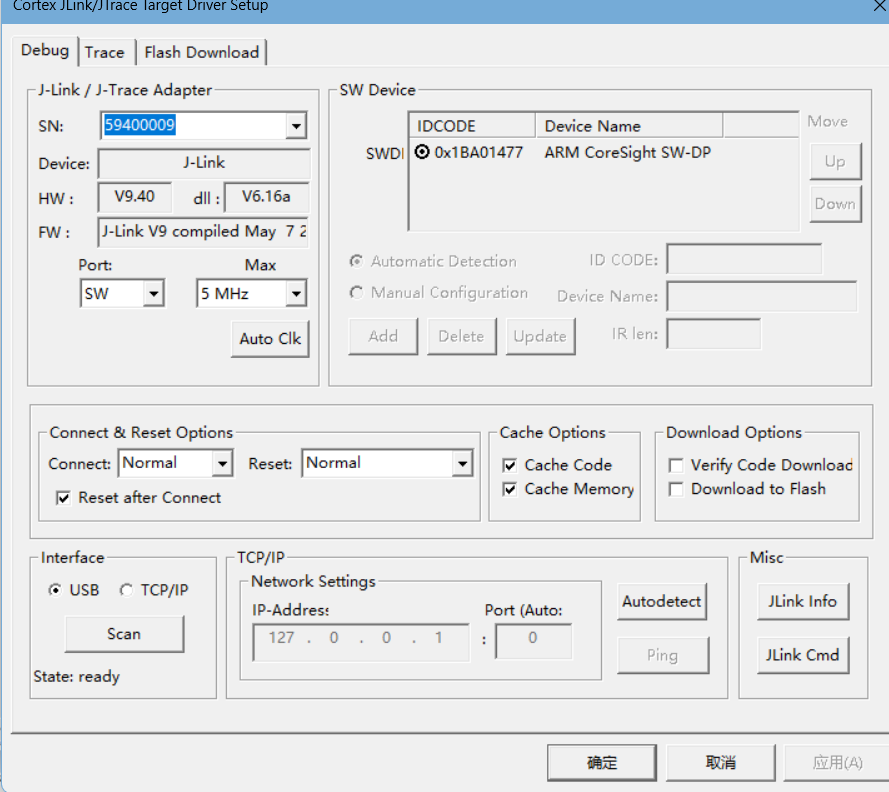 Cortex JLink/JTrace Target Driver Setup
Debug Trace Flash Download
J-Link / J-Trace Adapter
SN: 59400009
Device: J-Link
HW : V9.40 dll : V6.16a
FW : J-Link V9 compiled May 7 2
Port: Max
SW 5 MHz
Auto Clk
SW Device
IDCODE Device Name Move
SWDI 0x1BA01477 ARM CoreSight SW-DP Up
Down
Automatic Detection ID CODE:
Manual Configuration Device Name:
Add Delete Update IR len:
Connect & Reset Options
Connect: Normal Reset: Normal
Reset after Connect
Cache Options
Cache Code
Cache Memory
Download Options
Verify Code Download
Download to Flash
Interface
USB TCP/IP
Scan
State: ready
TCP/IP
Network Settings
IP-Address Port (Auto:
127 . 0 . 0 . 1 : 0
Autodetect
Ping
Misc
JLink Info
JLink Cmd
确定 取消 应用(A)